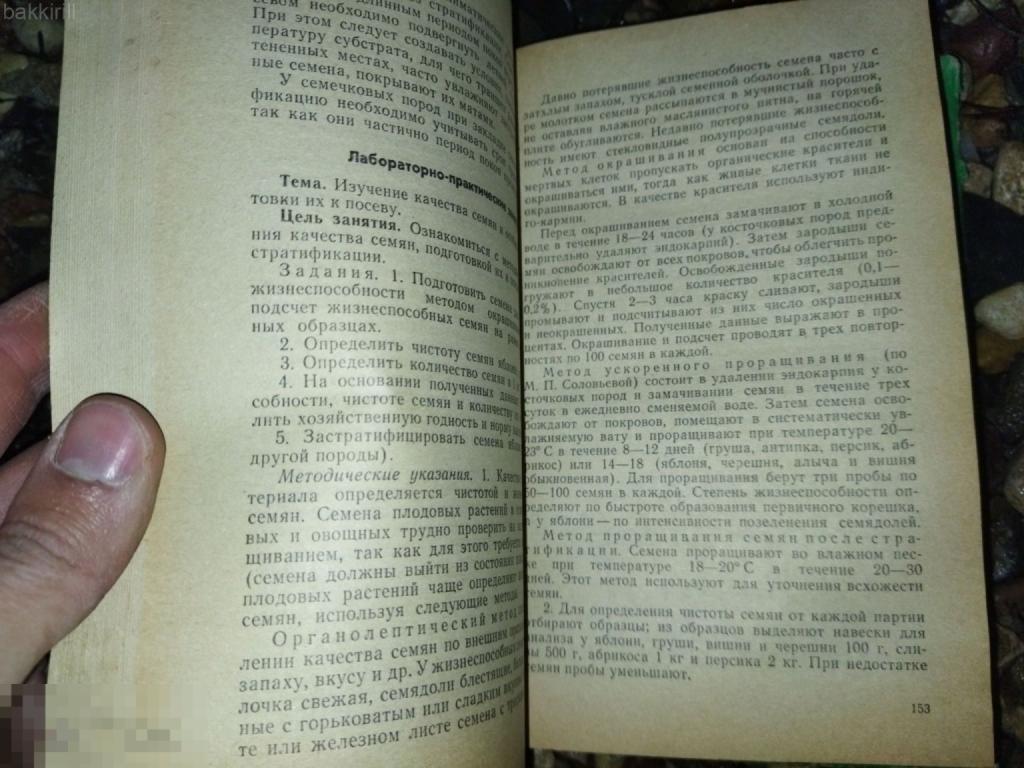 bakkirill
стратификации
длинным периодом
севом необходимо подвергнуть
При этом следует создавать
пературу субстрата, для чего
тененных местах, часто увлажняют
ные семена, покрывают их матами.
У семечковых пород при закладке
фикацию необходимо учитывать
так как они частично период покоя
Лабораторно-практическое
Тема. Изучение качества семян и
товки их к посеву.
Цель занятия. Ознакомиться с
ния качества семян, подготовкой их к
стратификации.
Задания. 1. Подготовить семена
жизнеспособности методом
подсчет жизнеспособных семян на
ных образцах.
2. Определить чистоту семян
3. Определить количество семян в 1
4. На основании полученных данных
собности, чистоте семян и количеству
лить хозяйственную годность и норму
5. Застратифицировать семена
другой породы).
Методические указания. 1.
териала определяется чистотой и
семян. Семена плодовых растений в
вых и овощных трудно проверить на
щиванием, так как для этого
(семена должны выйти из состояния
плодовых растений чаще определяют
семян, используя следующие методы.
Органолептический метод
лении качества семян по внешним
запаху, вкусу и др. У жизнеспособных
лочка свежая, семядоли блестящие,
ные с горьковатым или сладким
те или железном листе семена с
Давно потерявшие жизнеспособность семена часто с
затхлым запахом, тусклой семенной оболочкой. При уда-
ре молотком семена рассыпаются в мучнистый порошок,
не оставляя влажного маслянистого пятна, на горячей
плите обугливаются. Недавно потерявшие жизнеспособ-
ность имеют стекловидные полупрозрачные семядоли.
Метод окрашивания основан на способности
мертвых клеток пропускать органические красители и
окрашиваться ими, тогда как живые клетки ткани не
окрашиваются. В качестве красителя используют инди-
го-кармин.
Перед окрашиванием семена замачивают в холодной
воде в течение 18—24 часов (у косточковых пород пред-
варительно удаляют эндокарпий). Затем зародыши се-
мян освобождают от всех покровов, чтобы облегчить про-
никновение красителей. Освобожденные зародыши по-
гружают в небольшое количество красителя (0,1—
0,2%). Спустя 2—3 часа краску сливают, зародыши
промывают и подсчитывают из них число окрашенных
и неокрашенных. Полученные данные выражают в про-
центах. Окрашивание и подсчет проводят в трех повтор-
ностях по 100 семян в каждой.
Метод ускоренного проращивания (по
М. П. Соловьевой) состоит в удалении эндокарпия у ко-
сточковых пород и замачивании семян в течение трех
суток в ежедневно сменяемой воде. Затем семена осво-
бождают от покровов, помещают в систематически ув-
лажняемую вату и проращивают при температуре 20—
23° С в течение 8—12 дней (груша, антипка, персик, аб-
рикос) или 14—18 (яблоня, черешня, алыча и вишня
обыкновенная). Для проращивания берут три пробы по
50—100 семян в каждой. Степень жизнеспособности оп-
ределяют по быстроте образования первичного корешка,
а у яблони — по интенсивности позеленения семядолей.
Метод проращивания семян после стра-
тификации. Семена проращивают во влажном пес-
ке при температуре 18—20° С в течение 20—30
дней. Этот метод используют для уточнения всхожести
семян.
2. Для определения чистоты семян от каждой партии
отбирают образцы; из образцов выделяют навески для
анализа у яблони, груши, вишни и черешни 100 г, сли-
вы 500 г, абрикоса 1 кг и персика 2 кг. При недостатке
семян пробы уменьшают.
153